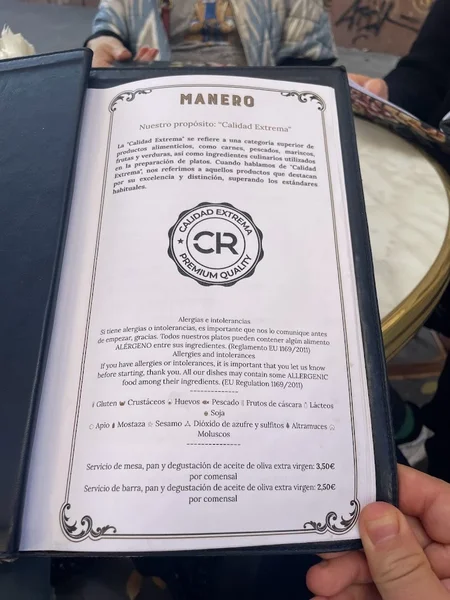 MANERO
Nuestro propósito: "Calidad Extrema"
La "Calidad Extrema" se refiere a una categoría superior de
productos alimenticios, como carnes, pescados, mariscos,
frutas y verduras, así como ingredientes culinarios utilizados
en la preparación de platos. Cuando hablamos de "Calidad
Extrema", nos referimos a aquellos productos que destacan
por su excelencia y distinción, superando los estándares
habituales.
CALIDAD EXTREMA
CR
PREMIUM QUALITY
Alergias e intolerancias
Si tiene alergias o intolerancias, es importante que nos lo comunique antes
de empezar, gracias. Todos nuestros platos pueden contener algún alimento
ALÉRGENO entre sus ingredientes. (Reglamento EU 1169/2011)
Allergies and intolerances
If you have allergies or intolerances, it is important that you let us know
before starting, thank you. All our dishes may contain some ALLERGENIC
food among their ingredients. (EU Regulation 1169/2011)
--------------
Gluten Crustáceos Huevos Pescado Frutos de cáscara Lácteos
Soja
Apio Mostaza Sesamo Dióxido de azufre y sulfitos Altramuces
Moluscos
---------------
Servicio de mesa, pan y degustación de aceite de oliva extra virgen: 3,50€
por comensal
Servicio de barra, pan y degustación de aceite de oliva extra virgen: 2,50€
por comensal